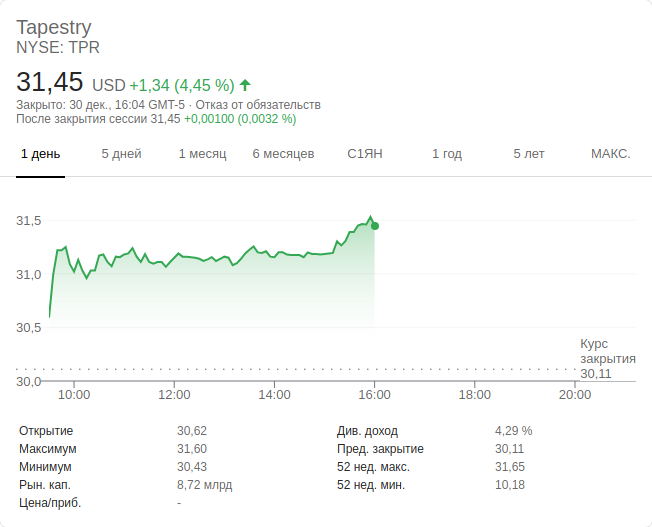 Tapestry
NYSE: TPR
31,45 USD +1,34 (4,45 %)
Закрыто: 30 дек., 16:04 GMT-5 · Отказ от обязательств
После закрытия сессии 31,45 +0,00100 (0,0032 %)
1 день 5 дней 1 месяц 6 месяцев С1ЯН 1 год 5 лет МАКС.
31,5
31,0
30,5
Курс
закрытия
30,11
30,0
10:00 12:00 14:00 16:00 18:00 20:00
Открытие 30,62 Див. доход 4,29 %
Максимум 31,60 Пред. закрытие 30,11
Минимум 30,43 52 нед. макс. 31,65
Рын. кап. 8,72 млрд 52 нед. мин. 10,18
Цена/приб. -